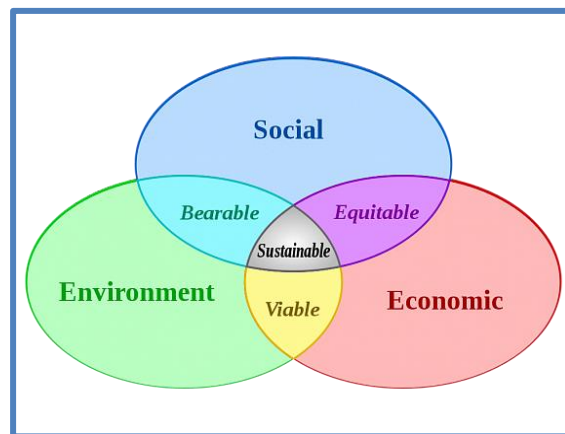 Social
Bearable
Equitable
Sustainable
Environment
Viable
Economic